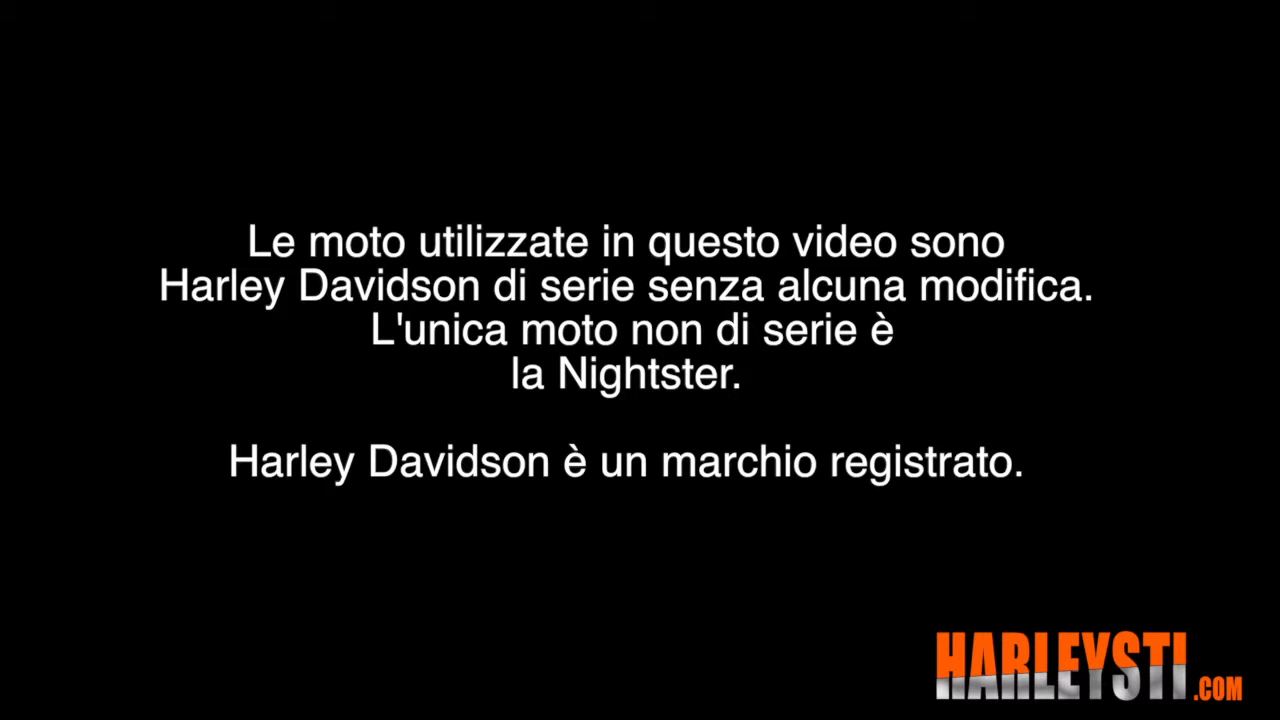 Le moto utilizzate in questo video sono
Harley Davidson di serie senza alcuna modifica.
L'unica moto non di serie è
la Nightster.
Harley Davidson è un marchio registrato.
HARLEYSTI.COM